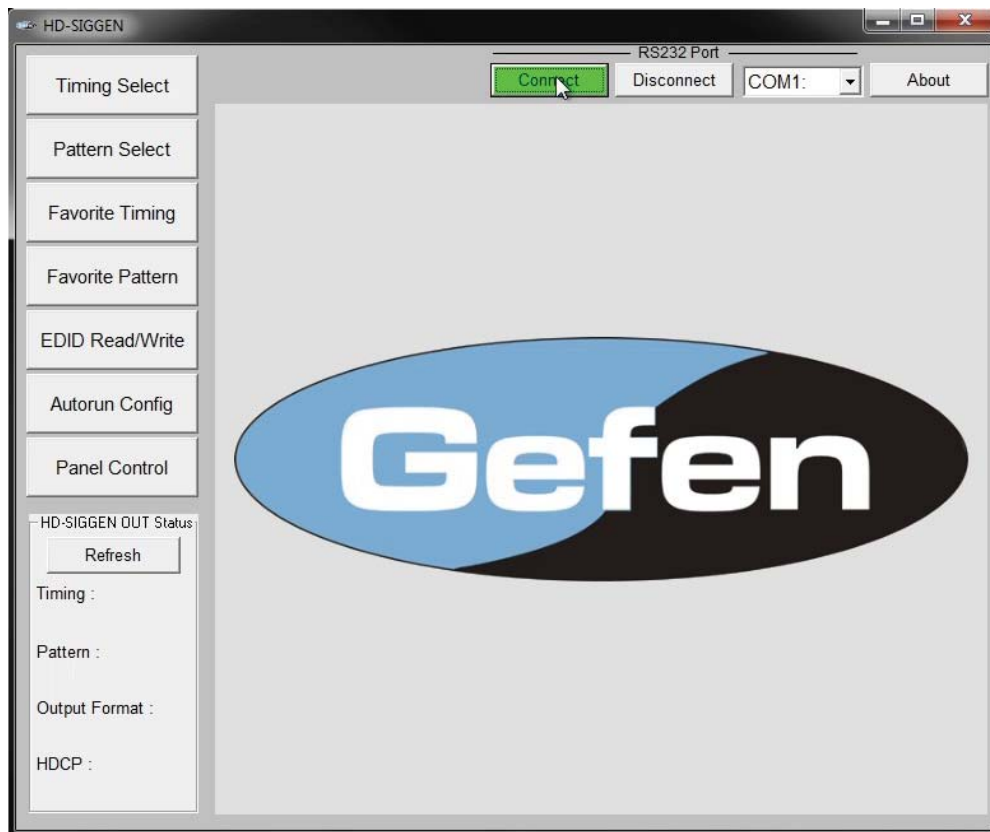 HD-SIGGEN
RS232 Port
Connect
Disconnect
COM1:
About
Timing Select
Pattern Select
Favorite Timing
Favorite Pattern
EDID Read/Write
Autorun Config
Panel Control
HD-SIGGEN OUT Status
Refresh
Timing :
Pattern :
Output Format :
HDCP :
Gefen